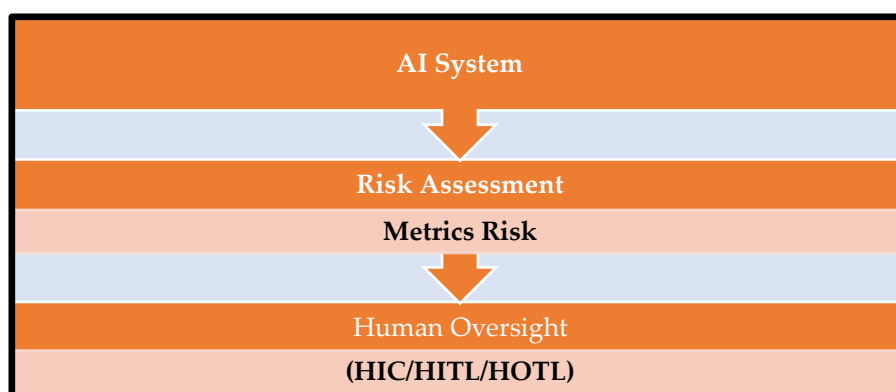 AI System
Risk Assessment
Metrics Risk
Human Oversight
(HIC/HITL/HOTL)